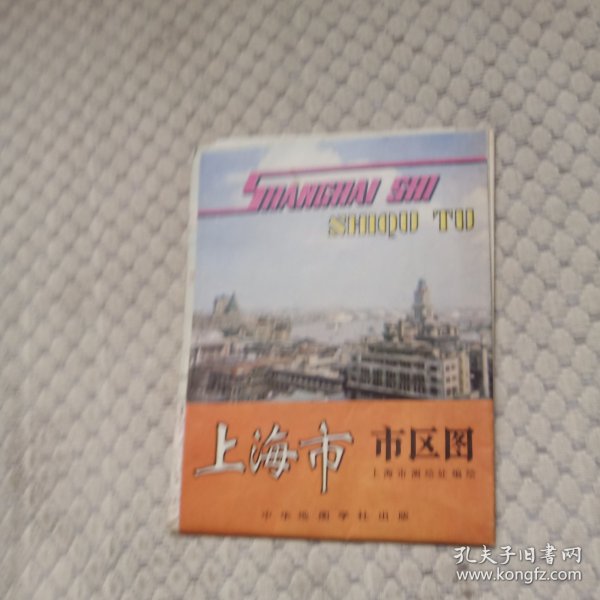 SHANGHAI SHI
SHIQU TU
上海市 市区图
上海市测绘处编绘
中华地图学社出版
孔夫子旧书网
www.kongfz.com